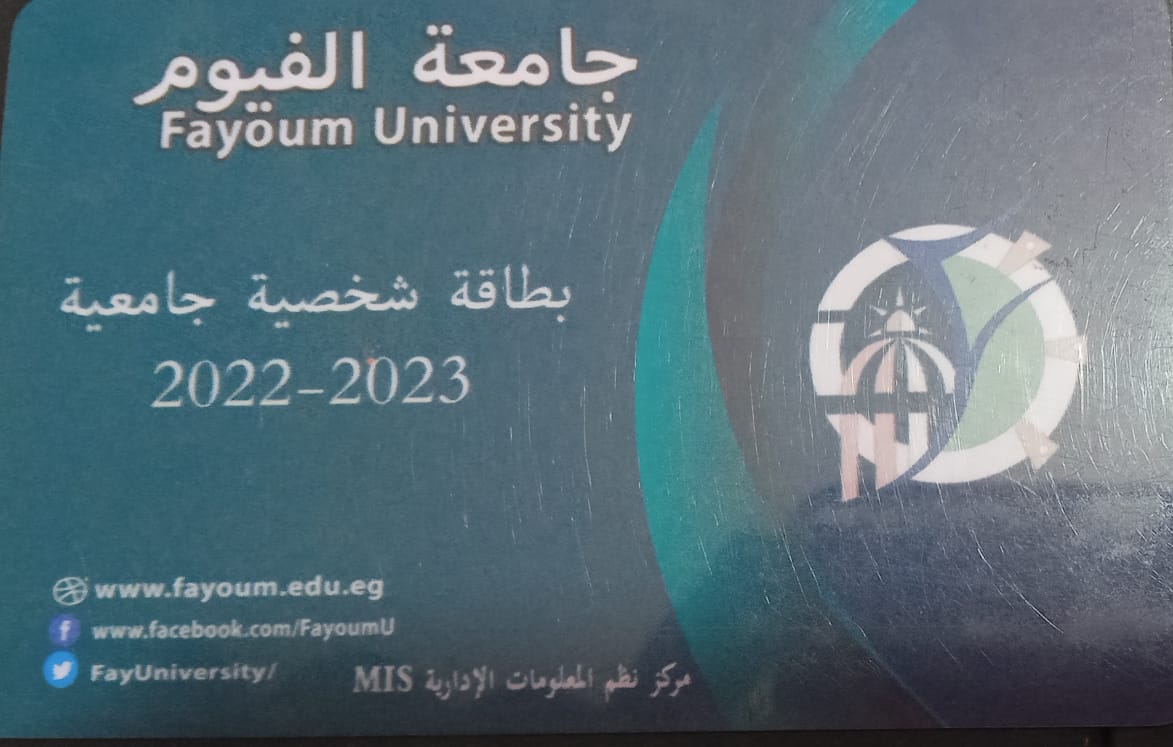 جامعة الفيوم
Fayoum University
بطاقة شخصية جامعية
2022-2023
www.fayoum.edu.eg
www.facebook.com/FayoumU
FayUniversity/
مركز نظم المعلومات الإدارية MIS